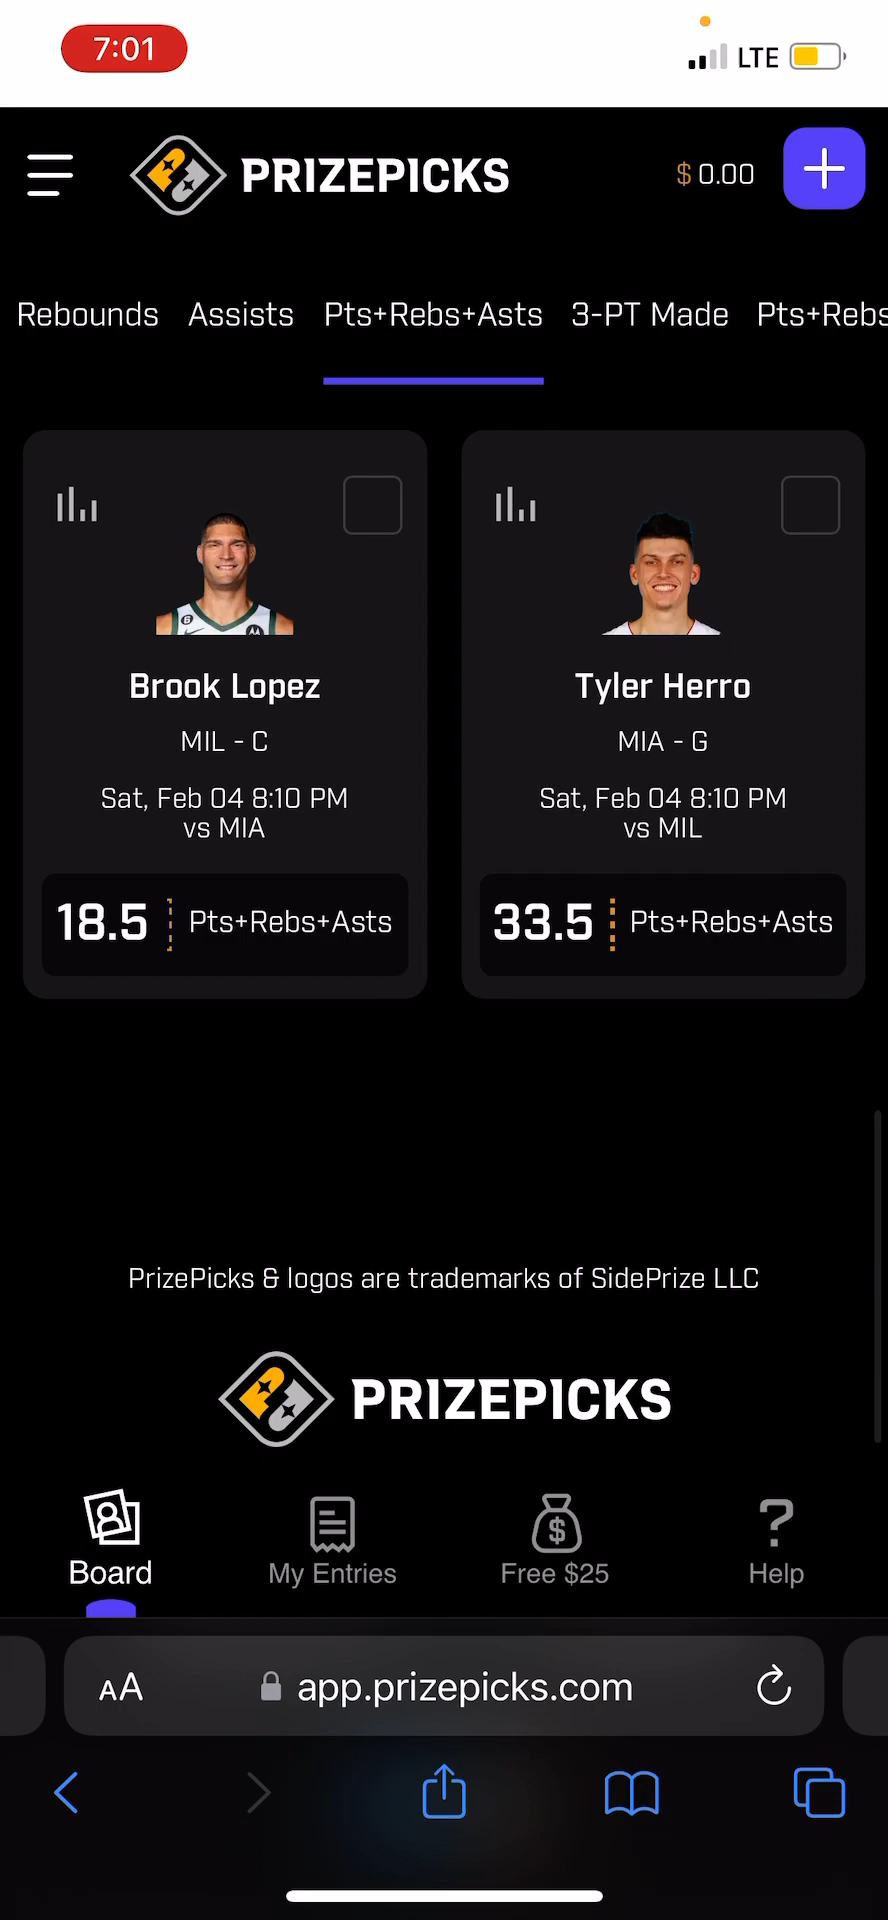 7:01
LTE
PRIZEPICKS
$ 0.00
Rebounds Assists Pts+Rebs+Asts 3-PT Made Pts+Rebs
Brook Lopez
MIL - C
Sat, Feb 04 8:10 PM
vs MIA
18.5 Pts+Rebs+Asts
Tyler Herro
MIA - G
Sat, Feb 04 8:10 PM
vs MIL
33.5 Pts+Rebs+Asts
PrizePicks & logos are trademarks of SidePrize LLC
PRIZEPICKS
Board
My Entries
Free $25
Help
AA app.prizepicks.com